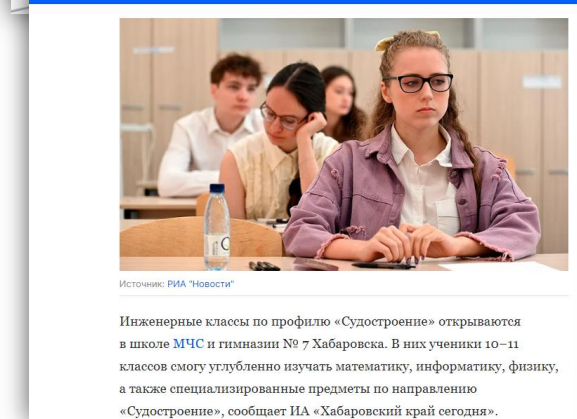 Источник: РИА "Новости"
Инженерные классы по профилю «Судостроение» открываются
в школе МЧС и гимназии № 7 Хабаровска. В них ученики 10–11
классов смогу углубленно изучать математику, информатику, физику,
а также специализированные предметы по направлению
«Судостроение», сообщает ИА «Хабаровский край сегодня».